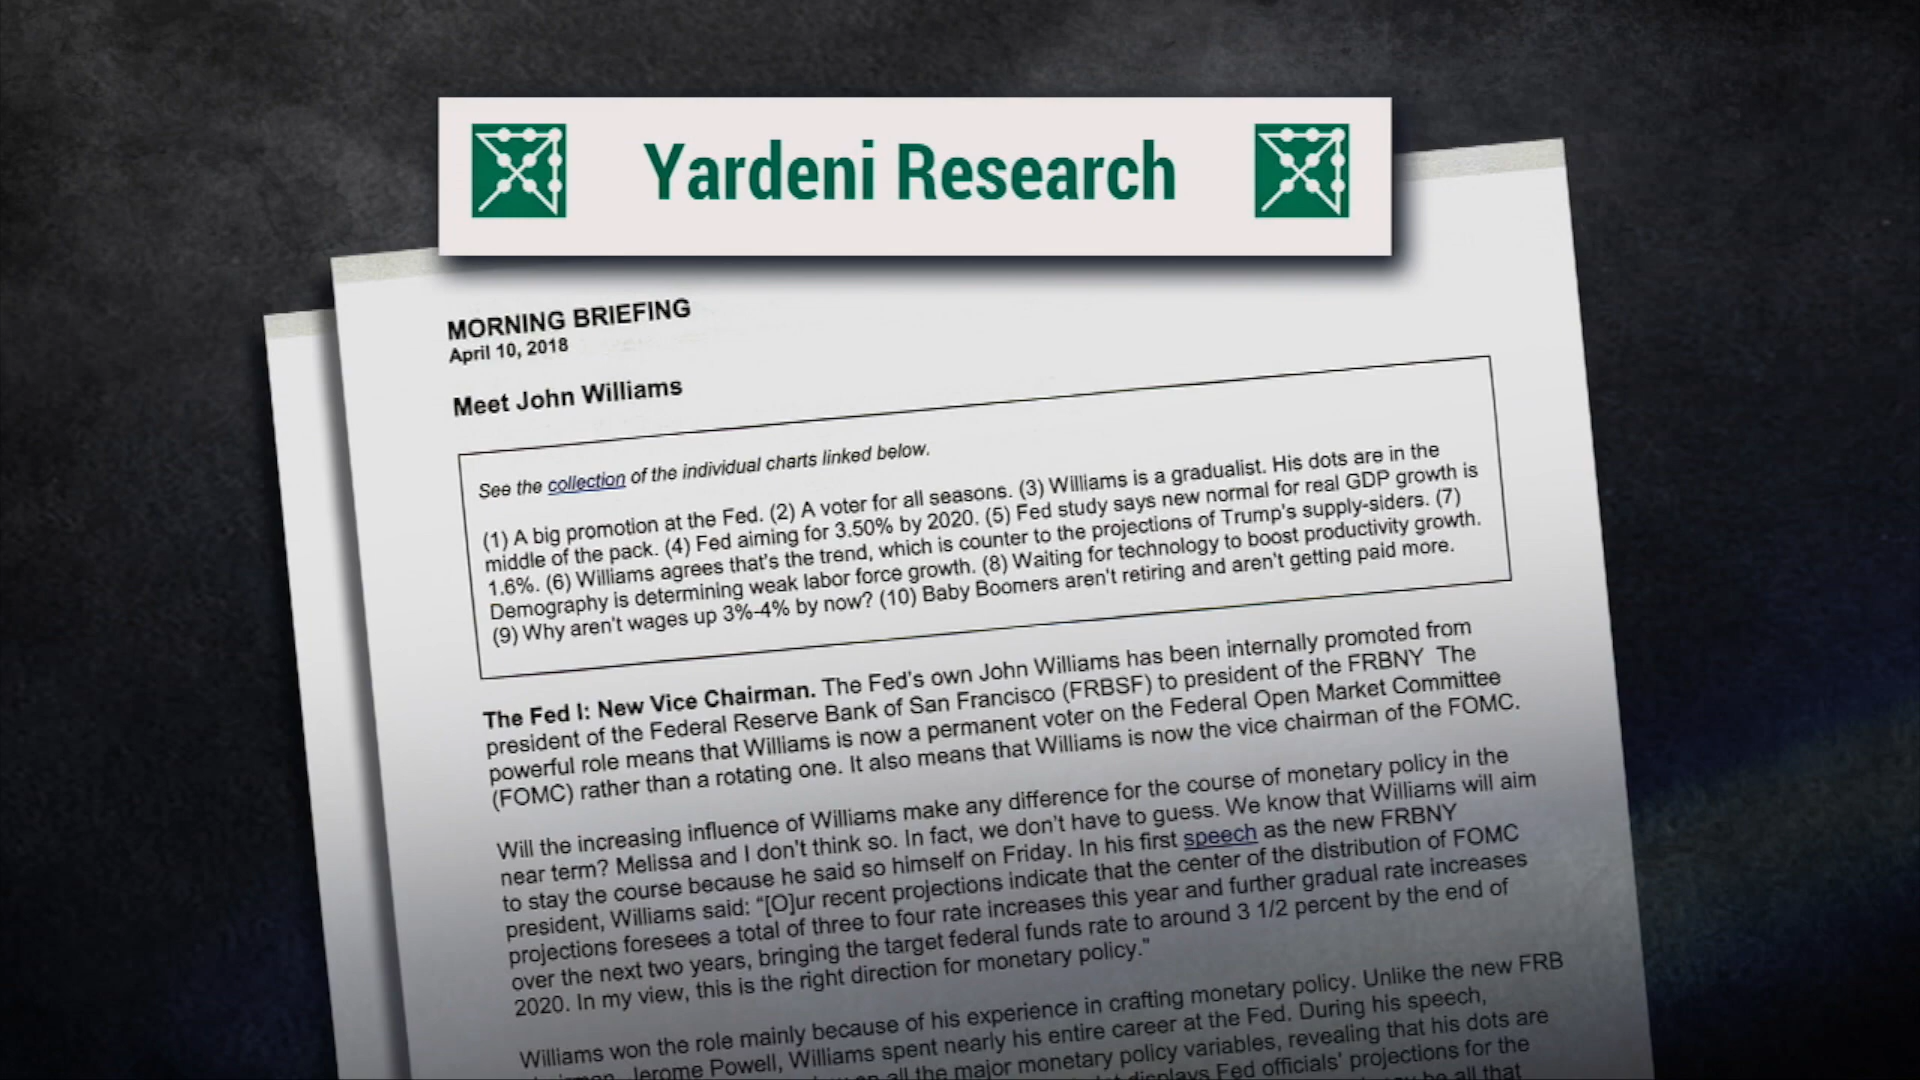 Yardeni Research
MORNING BRIEFING
April 10, 2018
Meet John Williams
See the collection of the individual charts linked below.
(1) A big promotion at the Fed. (2) A voter for all seasons. (3) Williams is a gradualist. His dots are in the
middle of the pack. (4) Fed aiming for 3.50% by 2020. (5) Fed study says new normal for real GDP growth is
1.6%. (6) Williams agrees that's the trend, which is counter to the projections of Trump's supply-siders. (7)
Demography is determining weak labor force growth. (8) Waiting for technology to boost productivity growth.
(9) Why aren't wages up 3%-4% by now? (10) Baby Boomers aren't retiring and aren't getting paid more.
The Fed I: New Vice Chairman. The Fed's own John Williams has been internally promoted from
president of the Federal Reserve Bank of San Francisco (FRBSF) to president of the FRBNY The
powerful role means that Williams is now a permanent voter on the Federal Open Market Committee
(FOMC) rather than a rotating one. It also means that Williams is now the vice chairman of the FOMC.
Will the increasing influence of Williams make any difference for the course of monetary policy in the
near term? Melissa and I don't think so. In fact, we don't have to guess. We know that Williams will aim
to stay the course because he said so himself on Friday. In his first speech as the new FRBNY
president, Williams said: "[O]ur recent projections indicate that the center of the distribution of FOMC
projections foresees a total of three to four rate increases this year and further gradual rate increases
over the next two years, bringing the target federal funds rate to around 3 1/2 percent by the end of
2020. In my view, this is the right direction for monetary policy."
Williams won the role mainly because of his experience in crafting monetary policy. Unlike the new FRB
Jerome Powell, Williams spent nearly his entire career at the Fed. During his speech,
all the major monetary policy variables, revealing that his dots are
displays Fed officials' projections for the
be all that